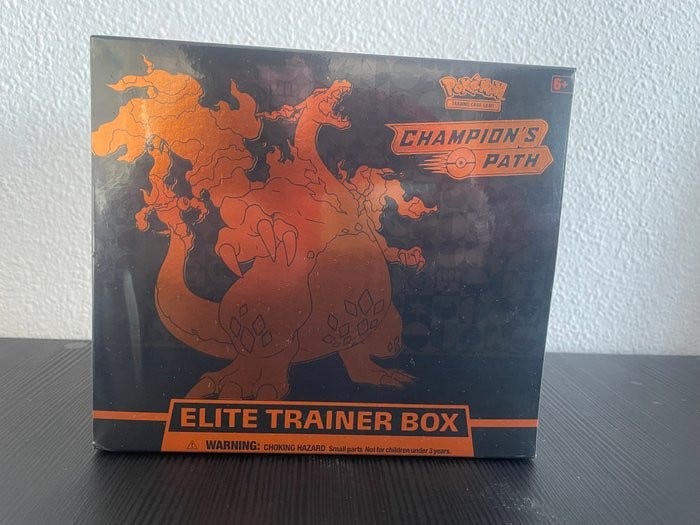 POKÉMON
TRADING CARD GAME
6+
CHAMPION'S
PATH
ELITE TRAINER BOX
WARNING: CHOKING HAZARD Small parts Not for children under 3 years.